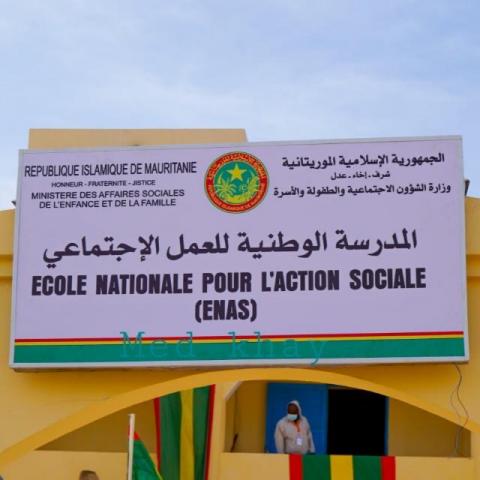 REPUBLIQUE ISLAMIQUE DE MAURITANIE
HONNEUR - FRATERNITE - JUSTICE
MINISTERE DES AFFAIRES SOCIALES
DE L'ENFANCE ET DE LA FAMILLE
الجمهورية الإسلامية الموريتانية
شرف. إخاء. عدل
وزارة الشؤون الاجتماعية والطفولة والأسرة
المدرسة الوطنية للعمل الإجتماعي
ECOLE NATIONALE POUR L'ACTION SOCIALE
(ENAS)
Med khay